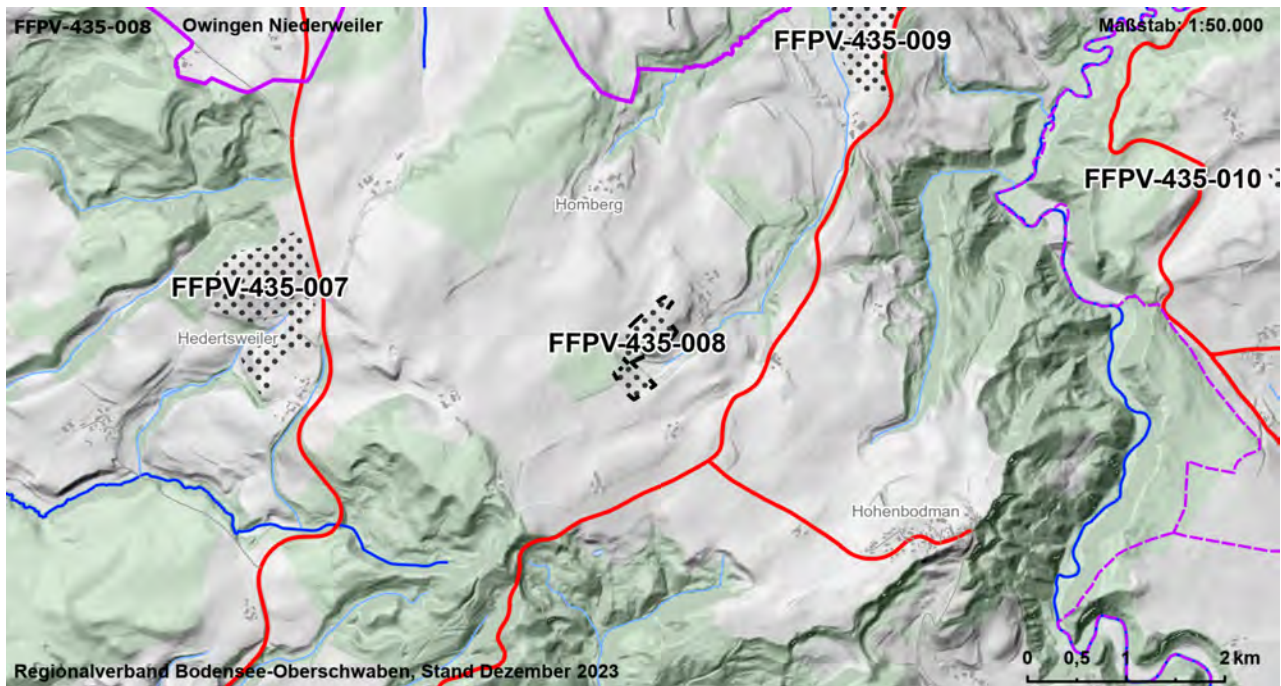 FFPV-435-008 Owingen Niederweiler
Maßstab: 1:50.000
FFPV-435-009
FFPV-435-010
Homberg
FFPV-435-007
Hedertsweiler
FFPV-435-008
Hohenbodman
Regionalverband Bodensee-Oberschwaben, Stand Dezember 2023
0 0,5 1 2 km